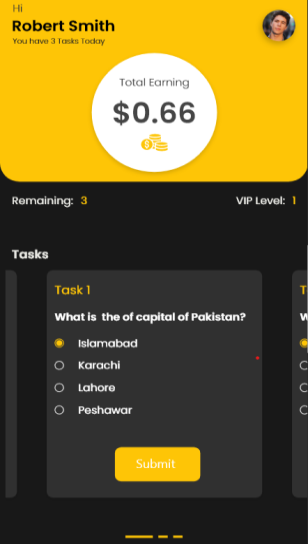 Hi
Robert Smith
You have 3 Tasks Today
Total Earning
$0.66
Remaining: 3 VIP Level: 1
Tasks
Task 1
What is the of capital of Pakistan?
Islamabad
Karachi
Lahore
Peshawar
Submit